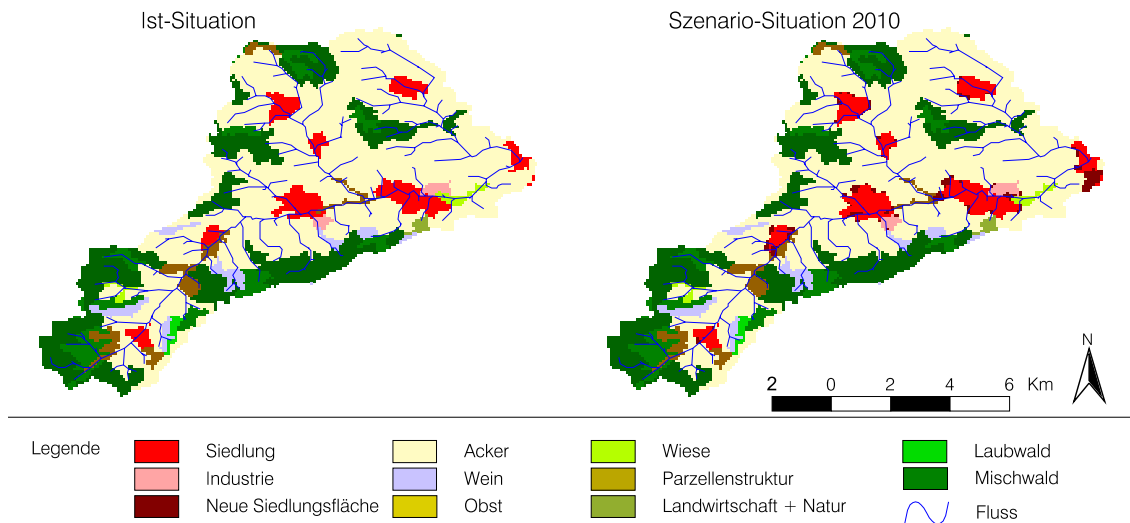 Ist-Situation
Szenario-Situation 2010
N
2 0 2 4 6 Km
Legende
Siedlung
Industrie
Neue Siedlungsfläche
Acker
Wein
Obst
Wiese
Parzellenstruktur
Landwirtschaft + Natur
Laubwald
Mischwald
Fluss